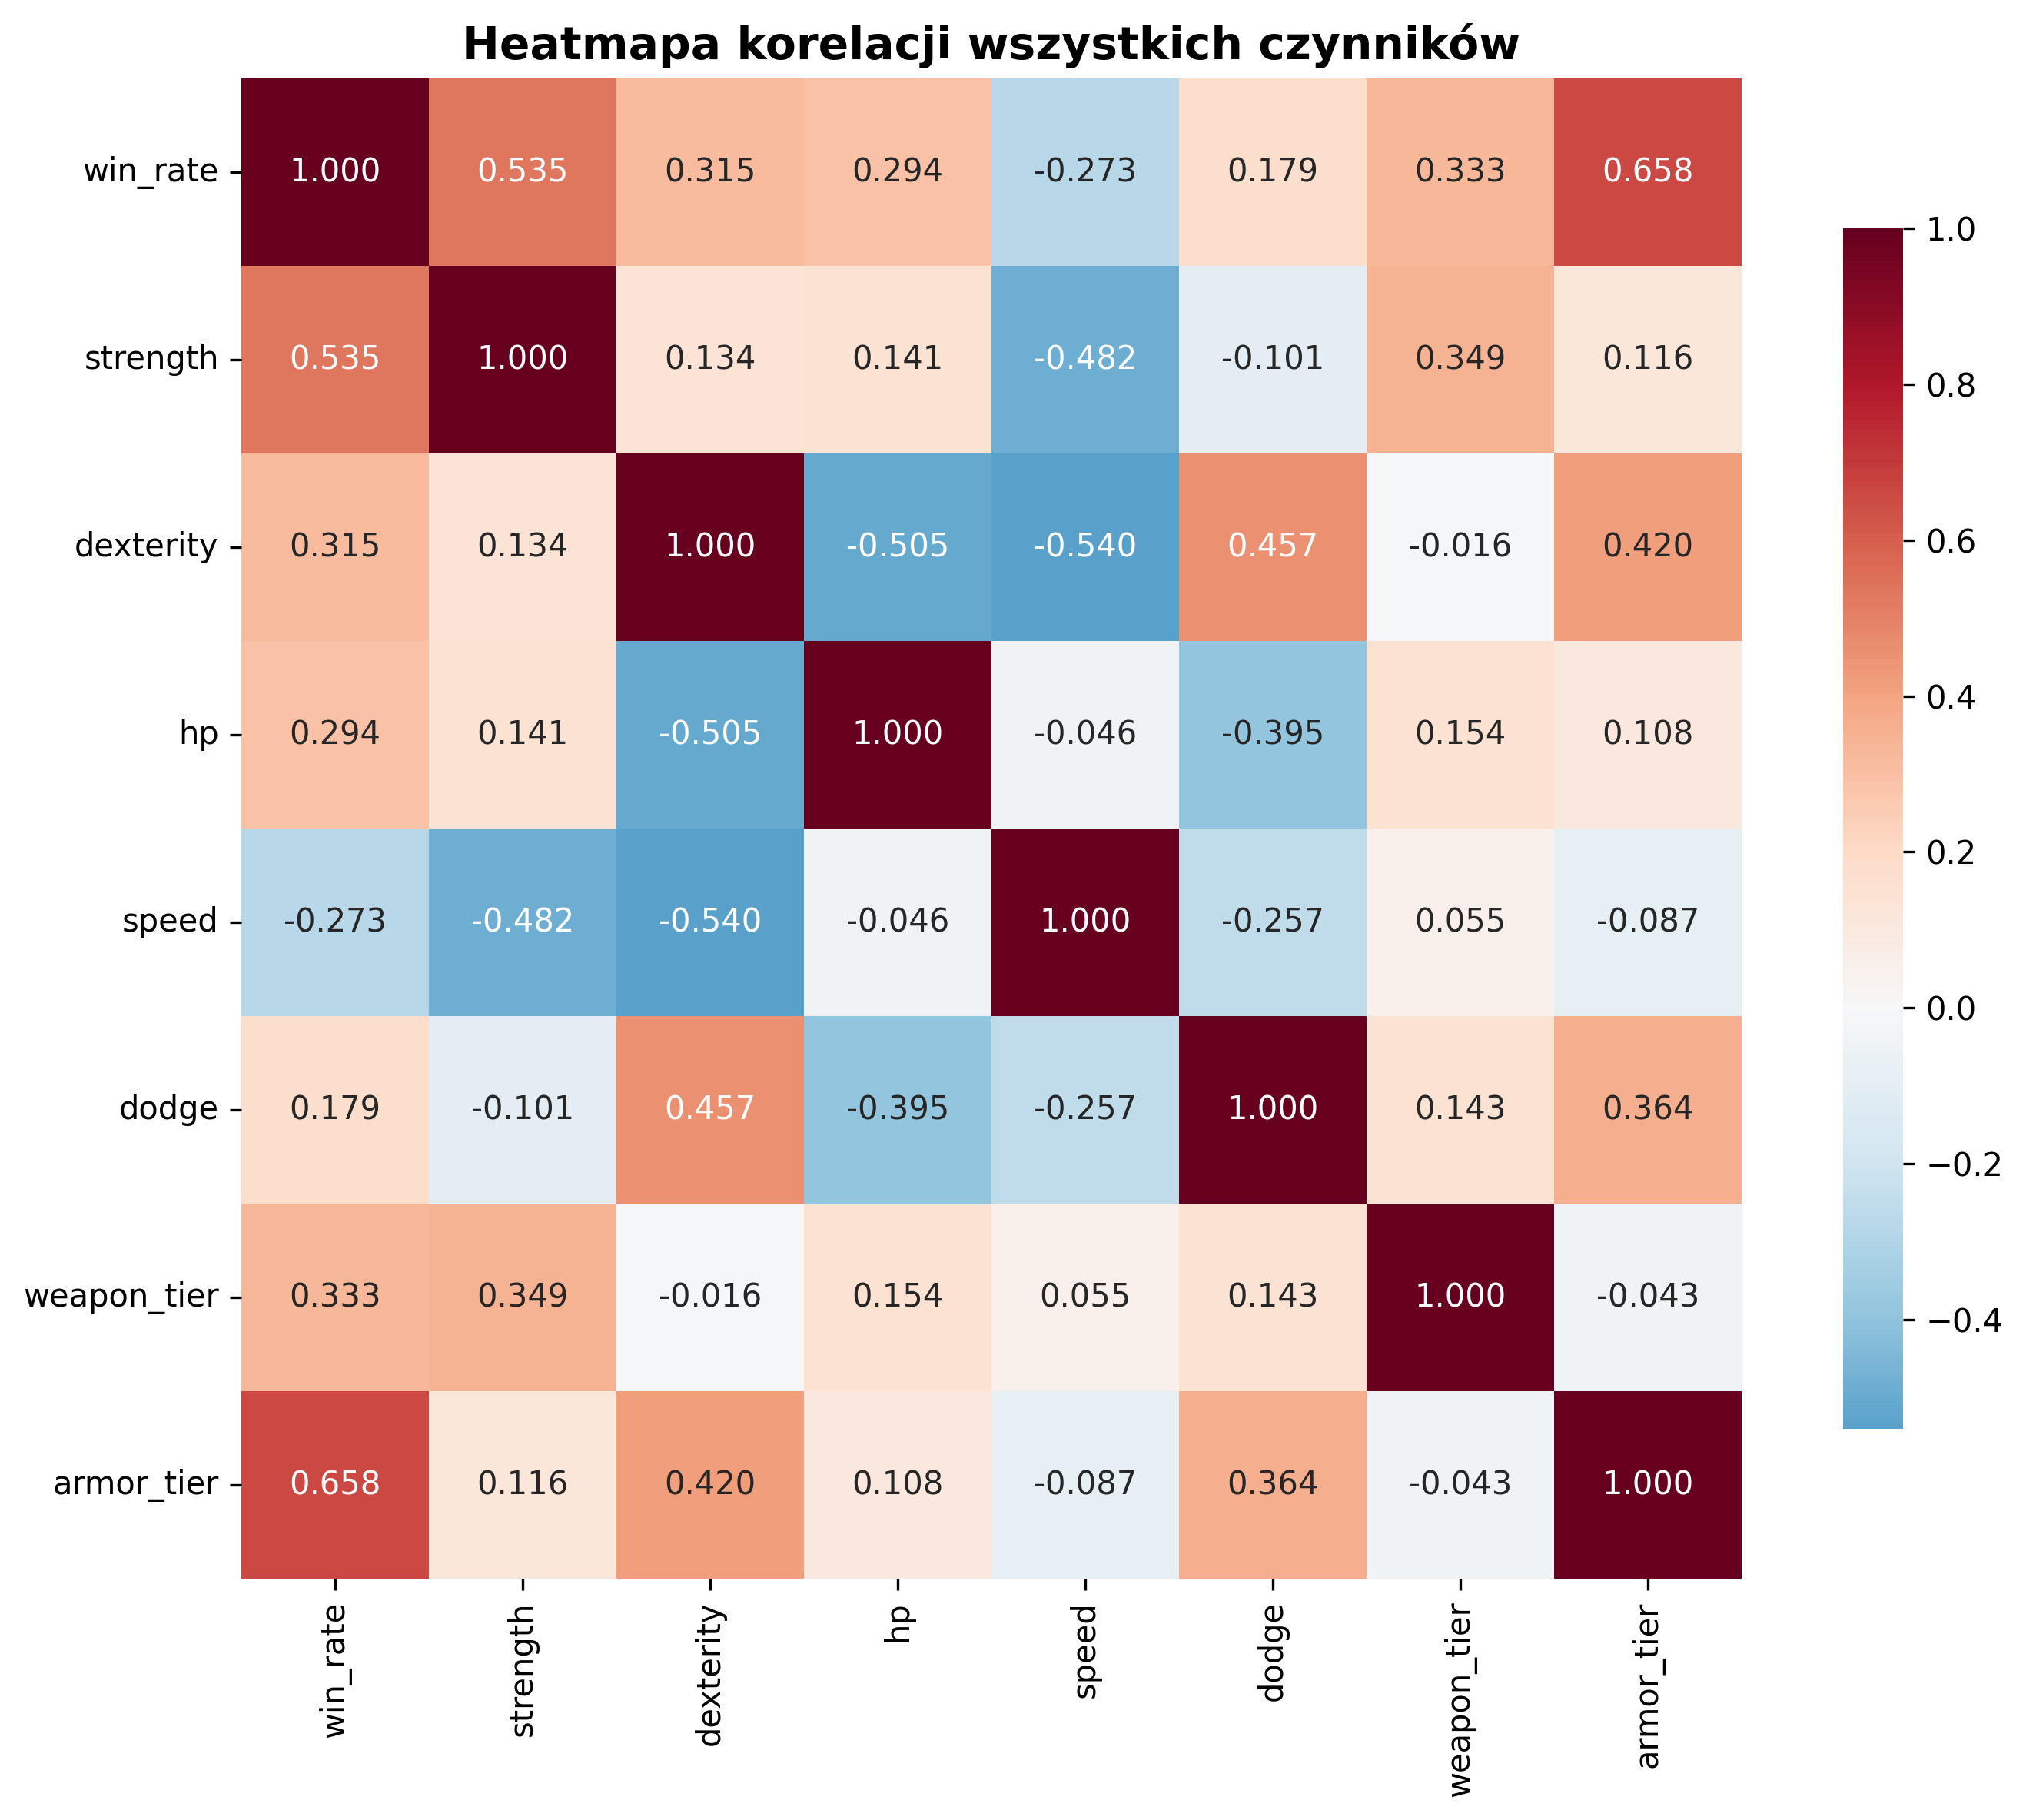 Heatmapa korelacji wszystkich czynników
win_rate 1.000 0.535 0.315 0.294 -0.273 0.179 0.333 0.658
strength 0.535 1.000 0.134 0.141 -0.482 -0.101 0.349 0.116
dexterity 0.315 0.134 1.000 -0.505 -0.540 0.457 -0.016 0.420
hp 0.294 0.141 -0.505 1.000 -0.046 -0.395 0.154 0.108
speed -0.273 -0.482 -0.540 -0.046 1.000 -0.257 0.055 -0.087
dodge 0.179 -0.101 0.457 -0.395 -0.257 1.000 0.143 0.364
weapon_tier 0.333 0.349 -0.016 0.154 0.055 0.143 1.000 -0.043
armor_tier 0.658 0.116 0.420 0.108 -0.087 0.364 -0.043 1.000
win_rate
strength
dexterity
hp
speed
dodge
weapon_tier
armor_tier
1.0
0.8
0.6
0.4
0.2
0.0
−0.2
−0.4